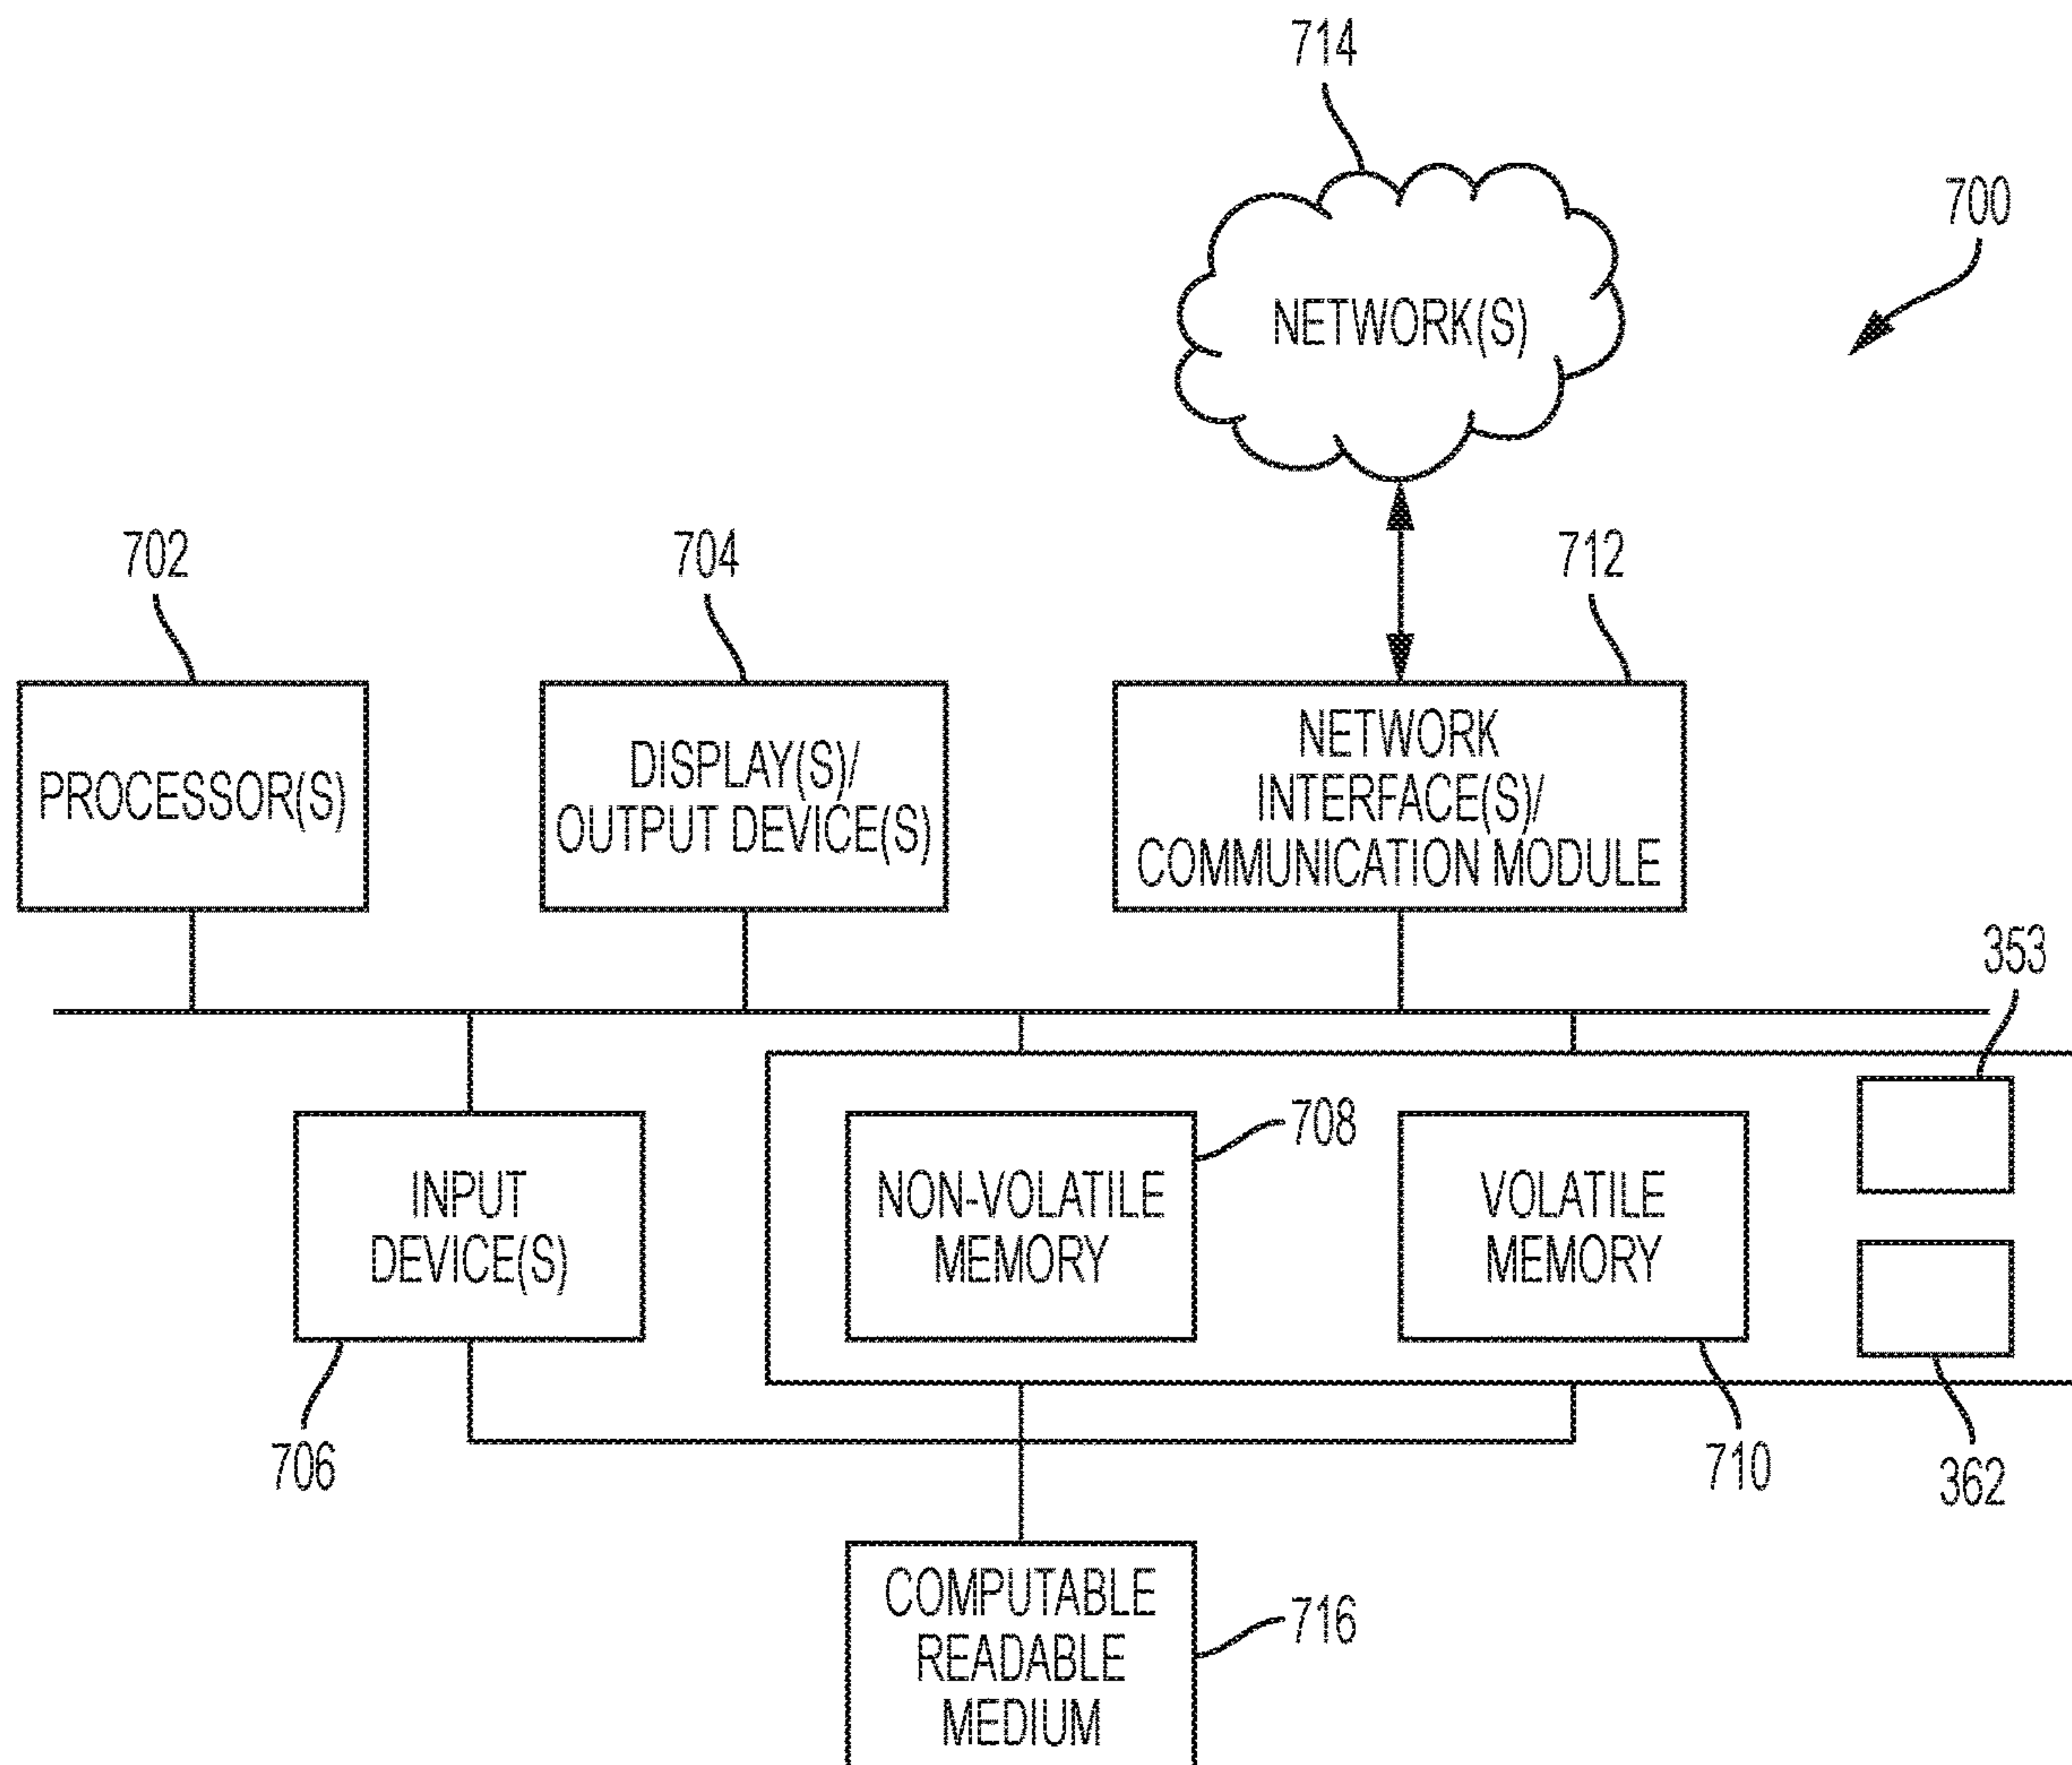 714
700
NETWORK(S)
702
704
712
PROCESSOR(S)
DISPLAY(S)/
OUTPUT DEVICE(S)
NETWORK
INTERFACE(S)/
COMMUNICATION MODULE
353
708
INPUT
DEVICE(S)
NON-VOLATILE
MEMORY
VOLATILE
MEMORY
706
710
362
COMPUTABLE
READABLE
MEDIUM
716